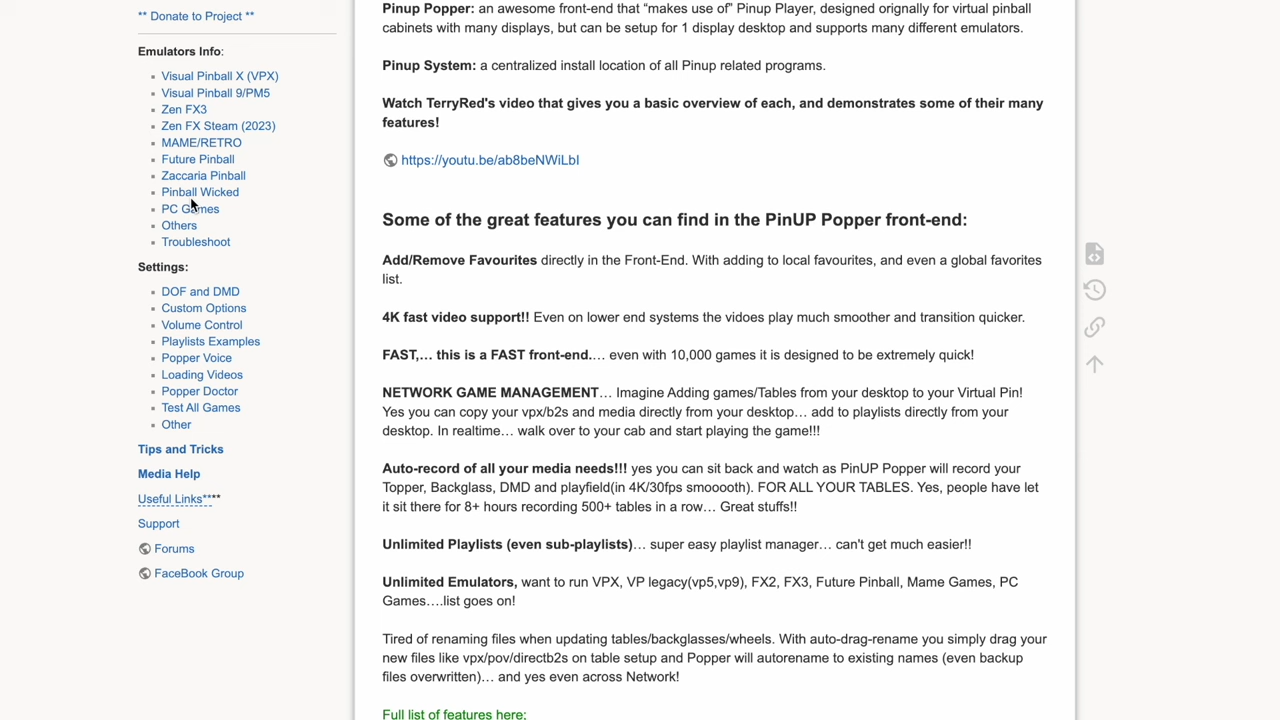 ** Donate to Project **
Emulators Info:
Visual Pinball X (VPX)
Visual Pinball 9/PM5
Zen FX3
Zen FX Steam (2023)
MAME/RETRO
Future Pinball
Zaccaria Pinball
Pinball Wicked
PC Games
Others
Troubleshoot
Settings:
DOF and DMD
Custom Options
Volume Control
Playlists Examples
Popper Voice
Loading Videos
Popper Doctor
Test All Games
Other
Tips and Tricks
Media Help
Useful Links****
Support
Forums
FaceBook Group
Pinup Popper: an awesome front-end that “makes use of” Pinup Player, designed orignally for virtual pinball
cabinets with many displays, but can be setup for 1 display desktop and supports many different emulators.
Pinup System: a centralized install location of all Pinup related programs.
Watch TerryRed's video that gives you a basic overview of each, and demonstrates some of their many
features!
https://youtu.be/ab8beNWiLbI
Some of the great features you can find in the PinUP Popper front-end:
Add/Remove Favourites directly in the Front-End. With adding to local favourites, and even a global favorites
list.
4K fast video support!! Even on lower end systems the vidoes play much smoother and transition quicker.
FAST,… this is a FAST front-end.… even with 10,000 games it is designed to be extremely quick!
NETWORK GAME MANAGEMENT… Imagine Adding games/Tables from your desktop to your Virtual Pin!
Yes you can copy your vpx/b2s and media directly from your desktop… add to playlists directly from your
desktop. In realtime… walk over to your cab and start playing the game!!!
Auto-record of all your media needs!!! yes you can sit back and watch as PinUP Popper will record your
Topper, Backglass, DMD and playfield(in 4K/30fps smooooth). FOR ALL YOUR TABLES. Yes, people have let
it sit there for 8+ hours recording 500+ tables in a row… Great stuffs!!
Unlimited Playlists (even sub-playlists)… super easy playlist manager… can't get much easier!!
Unlimited Emulators, want to run VPX, VP legacy(vp5,vp9), FX2, FX3, Future Pinball, Mame Games, PC
Games….list goes on!
Tired of renaming files when updating tables/backglasses/wheels. With auto-drag-rename you simply drag your
new files like vpx/pov/directb2s on table setup and Popper will autorename to existing names (even backup
files overwritten)… and yes even across Network!
Full list of features here: